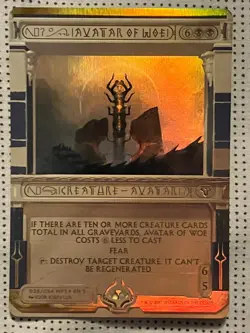 AVATAR OF WOE 6
CREATURE – AVATAR
IF THERE ARE TEN OR MORE CREATURE CARDS
TOTAL IN ALL GRAVEYARDS, AVATAR OF WOE
COSTS 6 LESS TO CAST.
FEAR
: DESTROY TARGET CREATURE. IT CAN'T
BE REGENERATED.
6
5